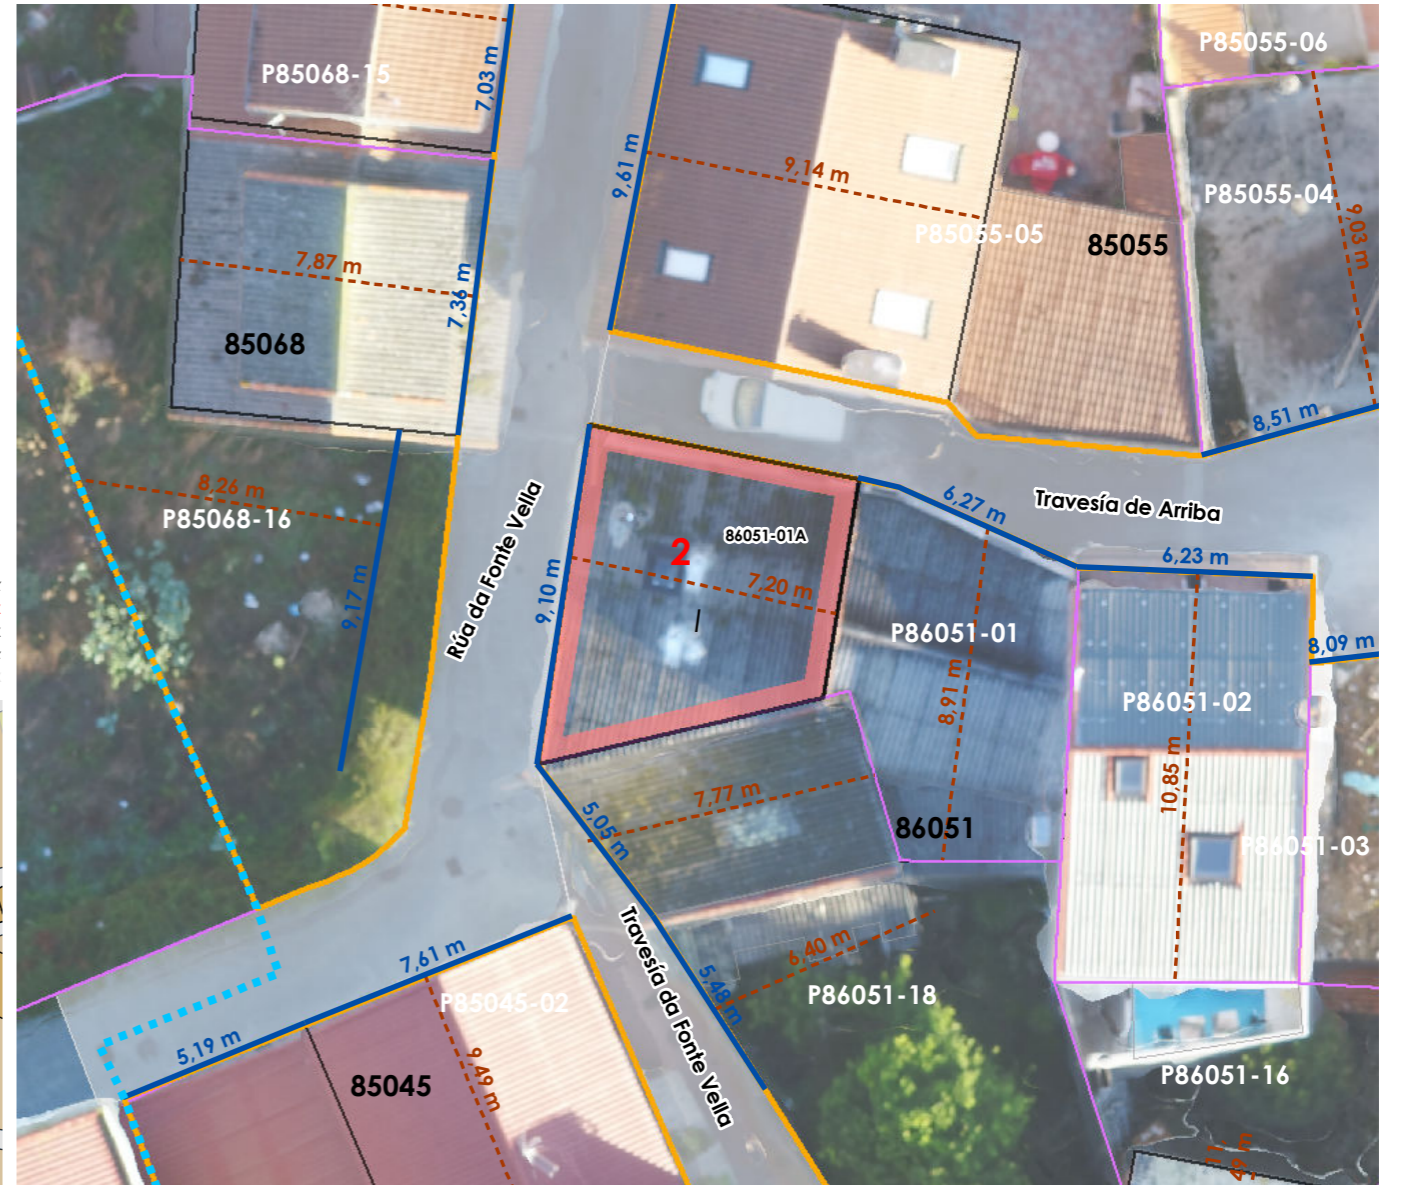 P85068-15
7,03 m
9,61 m
9,14 m
P85055-06
P85055-04
9,03 m
P85055-05
85055
7,87 m
7,36 m
85068
8,51 m
8,26 m
P85068-16
9,17 m
Rúa da Fonte Vella
9,10 m
2
86051-01A
7,20 m
I
6,27 m
Travesía de Arriba
6,23 m
P86051-01
8,91 m
8,09 m
P86051-02
10,85 m
7,77 m
5,05 m
86051
P86051-03
Travesía da Fonte Vella
7,61 m
6,40 m
5,48 m
P86051-18
P85045-02
5,19 m
6,49 m
85045
P86051-16
11,
49 m